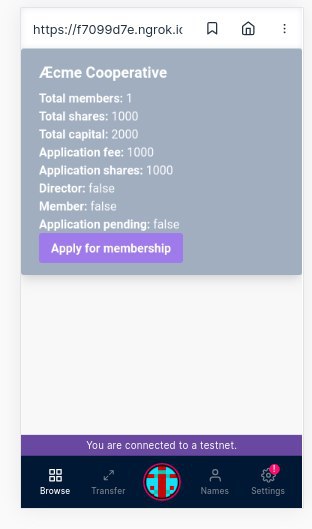 https://f7099d7e.ngrok.io
Æcme Cooperative
Total members: 1
Total shares: 1000
Total capital: 2000
Application fee: 1000
Application shares: 1000
Director: false
Member: false
Application pending: false
Apply for membership
You are connected to a testnet.
Browse
Transfer
Names
!
Settings